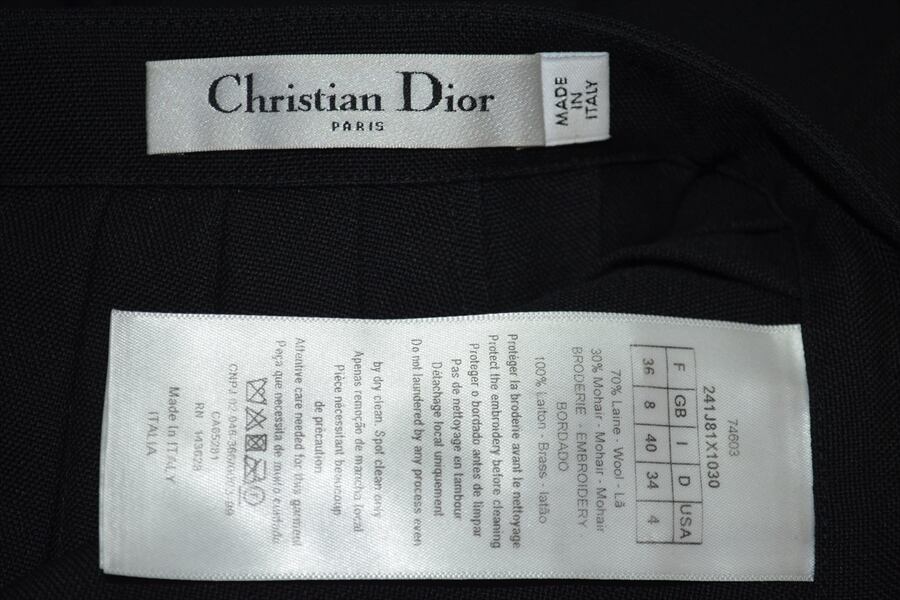 Christian Dior
PARIS
MADE
IN
ITALY
74603
241J81X1030
F GB I D USA
36 8 40 34 4
70% Laine - Wool - Lã
30% Mohair - Mohair - Mohair
BRODERIE - EMBROIDERY -
BORDADO
100% Laiton - Brass - latão
Protéger la broderie avant le nettoyage
Protect the embroidery before cleaning
Proteger o bordado antes de limpar
Pas de nettoyage en tambour
Détachage local uniquement
Do not laundered by any process even
by dry clean. Spot clean only
Apenas remoção de mancha local
Pièce nécessitant beaucoup
de précaution
Attentive care needed for this garment
Peça que necessita de muito cuidado
CNPJ
CA65281
RN
Made In ITALY
ITALIA